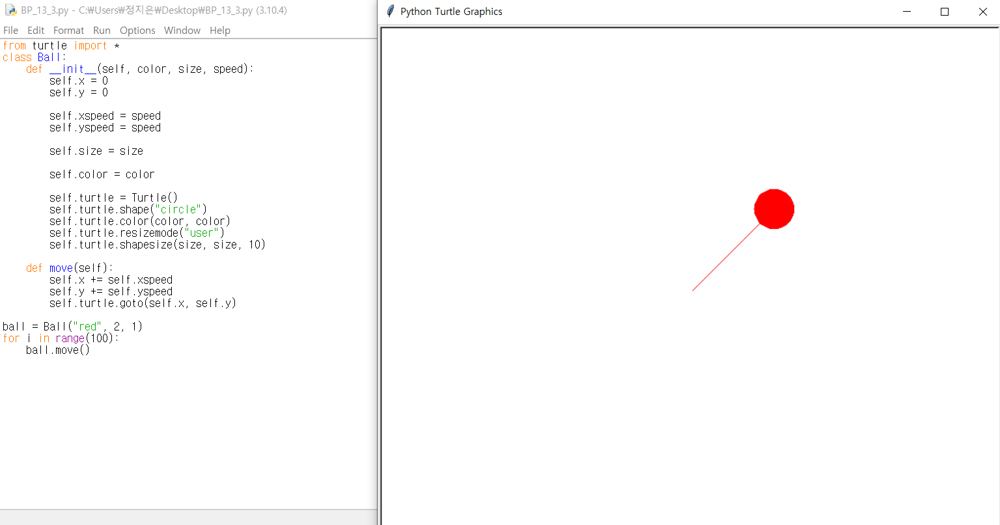 BP_13_3.py - C:₩Users₩정지은₩Desktop₩BP_13_3.py (3.10.4)
File Edit Format Run Options Window Help
from turtle import *
class Ball:
    def __init__(self, color, size, speed):
        self.x = 0
        self.y = 0
        self.xspeed = speed
        self.yspeed = speed
        self.size = size
        self.color = color
        self.turtle = Turtle()
        self.turtle.shape("circle")
        self.turtle.color(color, color)
        self.turtle.resizemode("user")
        self.turtle.shapesize(size, size, 10)
    def move(self):
        self.x += self.xspeed
        self.y += self.yspeed
        self.turtle.goto(self.x, self.y)
ball = Ball("red", 2, 1)
for i in range(100):
    ball.move()
Python Turtle Graphics